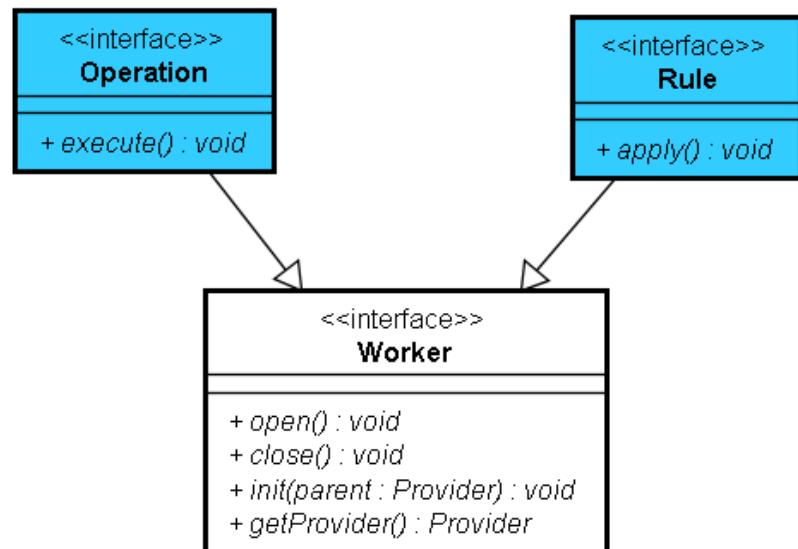 <<interface>>
Operation
+ execute() : void
<<interface>>
Rule
+ apply() : void
<<interface>>
Worker
+ open() : void
+ close() : void
+ init(parent : Provider) : void
+ getProvider() : Provider